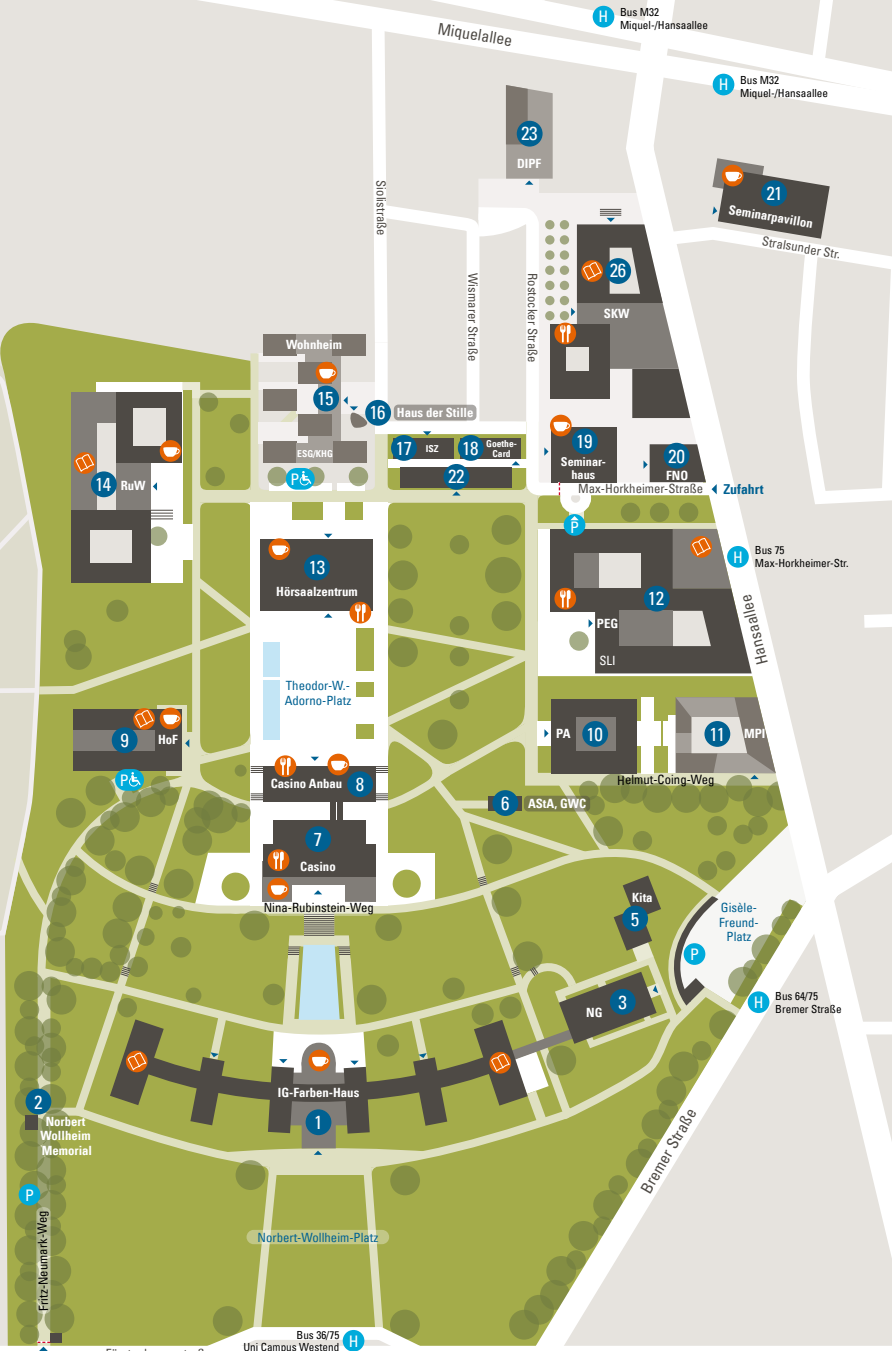 H
Bus M32
Miquel-/Hansaallee
Miquelallee
H
Bus M32
Miquel-/Hansaallee
23
DIPF
21
Seminarpavillon
Stralsunder Str.
Siolistraße
Wismarer Straße
Rostocker Straße
26
SKW
Wohnheim
15
16
Haus der Stille
17
ISZ
18
Goethe-
Card
19
Seminar-
haus
20
FNO
ESG/KHG
P
22
14
RuW
Max-Horkheimer-Straße
Zufahrt
P
13
Hörsaalzentrum
H
Bus 75
Max-Horkheimer-Str.
12
PEG
SLI
Hansaallee
Theodor-W.-
Adorno-Platz
9
HoF
P
PA
10
11
MPI
Helmut-Coing-Weg
Casino Anbau
8
6
AStA, GWC
7
Casino
Nina-Rubinstein-Weg
Kita
5
Gisèle-
Freund-
Platz
P
NG
3
H
Bus 64/75
Bremer Straße
IG-Farben-Haus
1
2
Norbert
Wollheim
Memorial
P
Fritz-Neumark-Weg
Bremer Straße
Norbert-Wollheim-Platz
Bus 36/75
Uni Campus Westend
H